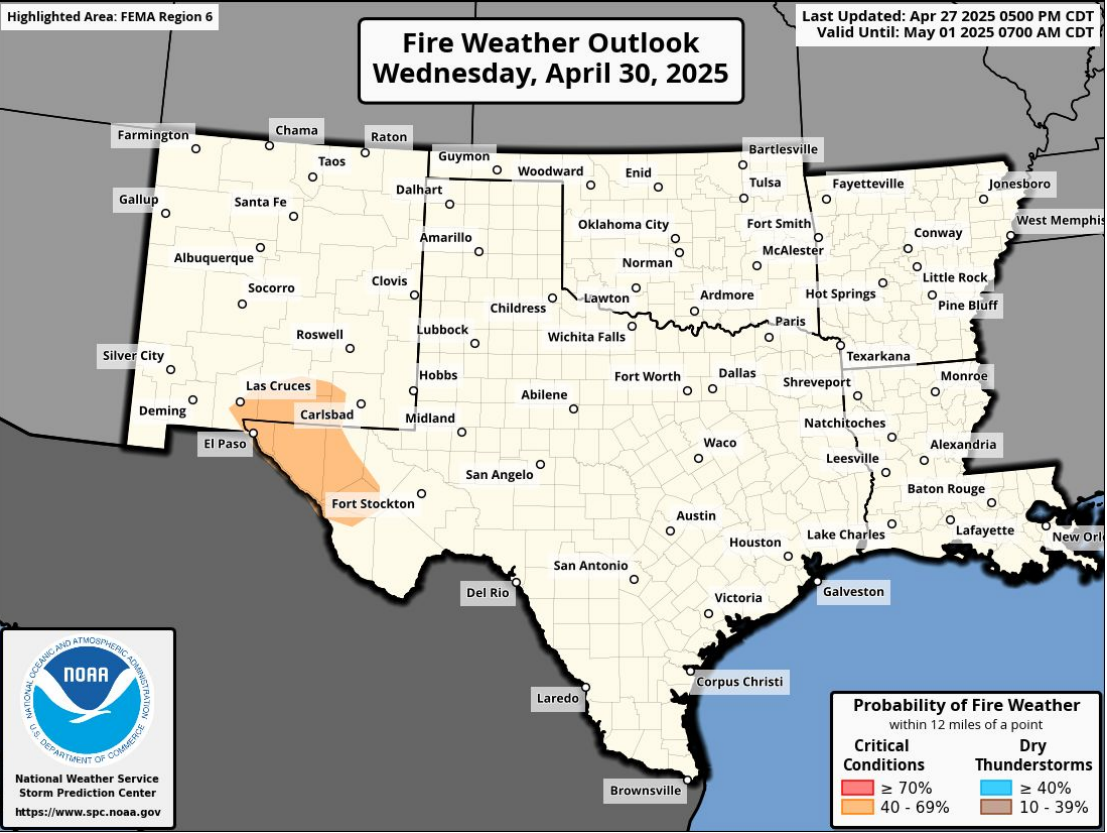 Highlighted Area: FEMA Region 6
Last Updated: Apr 27 2025 0500 PM CDT
Valid Until: May 01 2025 0700 AM CDT
Fire Weather Outlook
Wednesday, April 30, 2025
Farmington
Chama
Raton
Taos
Guymon
Woodward
Enid
Bartlesville
Tulsa
Fayetteville
Jonesboro
Gallup
Santa Fe
Dalhart
Oklahoma City
Fort Smith
West Memphis
Albuquerque
Amarillo
Norman
McAlester
Conway
Socorro
Clovis
Childress
Lawton
Ardmore
Hot Springs
Little Rock
Pine Bluff
Roswell
Lubbock
Wichita Falls
Paris
Silver City
Texarkana
Las Cruces
Hobbs
Fort Worth
Dallas
Shreveport
Monroe
Deming
Carlsbad
Midland
Abilene
Natchitoches
El Paso
San Angelo
Waco
Leesville
Alexandria
Fort Stockton
Baton Rouge
Austin
Houston
Lake Charles
Lafayette
New Orl
San Antonio
Del Rio
Victoria
Galveston
Laredo
Corpus Christi
Brownsville
NATIONAL OCEANIC AND ATMOSPHERIC ADMINISTRATION
NOAA
U.S. DEPARTMENT OF COMMERCE
National Weather Service
Storm Prediction Center
https://www.spc.noaa.gov
Probability of Fire Weather
within 12 miles of a point
Critical Conditions
≥ 70%
40 - 69%
Dry Thunderstorms
≥ 40%
10 - 39%